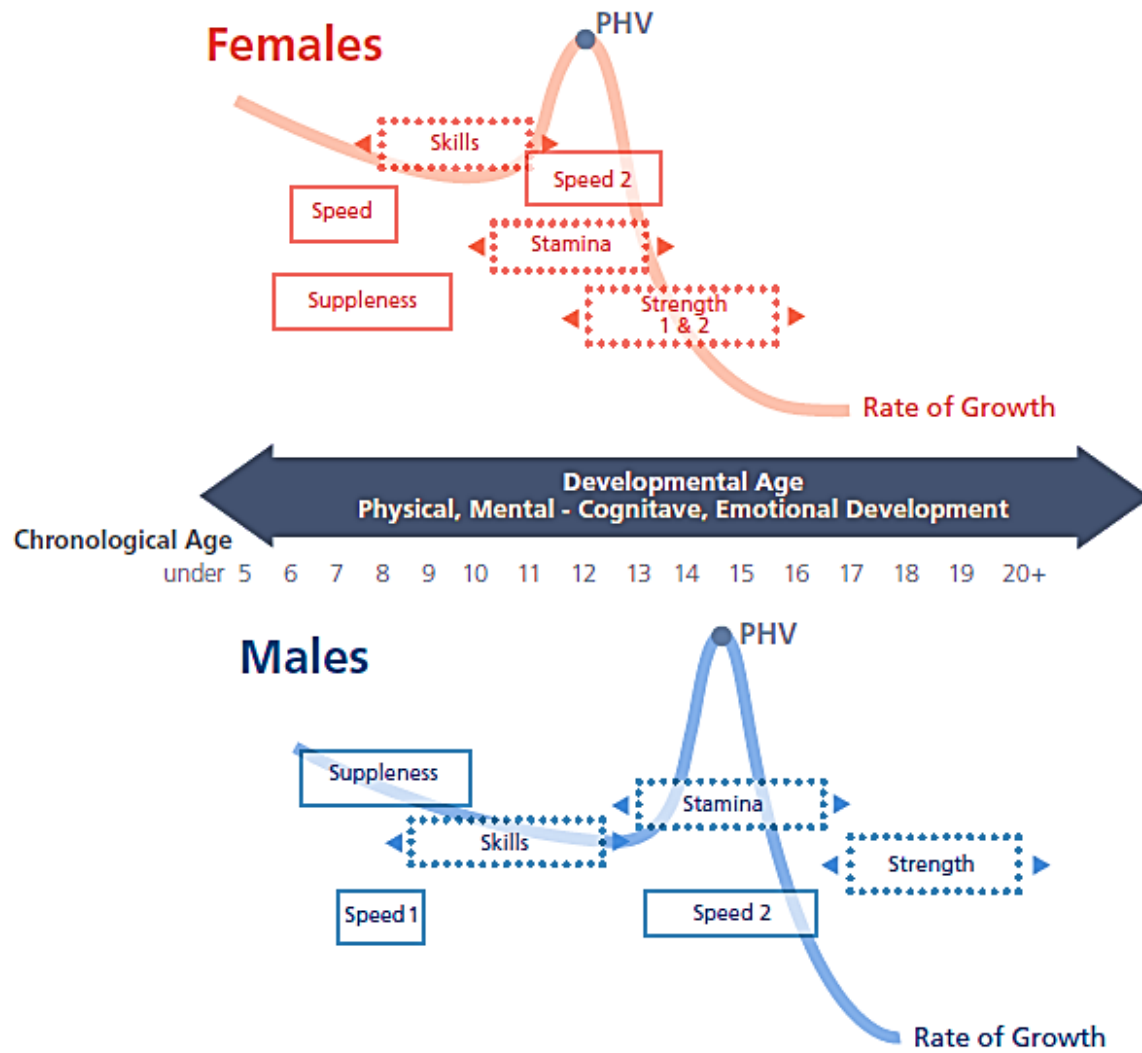 PHV
Females
Skills
Speed 2
Speed
Stamina
Suppleness
Strength
1 & 2
Rate of Growth
Developmental Age
Physical, Mental - Cognitave, Emotional Development
Chronological Age
under 5 6 7 8 9 10 11 12 13 14 15 16 17 18 19 20+
PHV
Males
Suppleness
Stamina
Skills
Strength
Speed 1
Speed 2
Rate of Growth